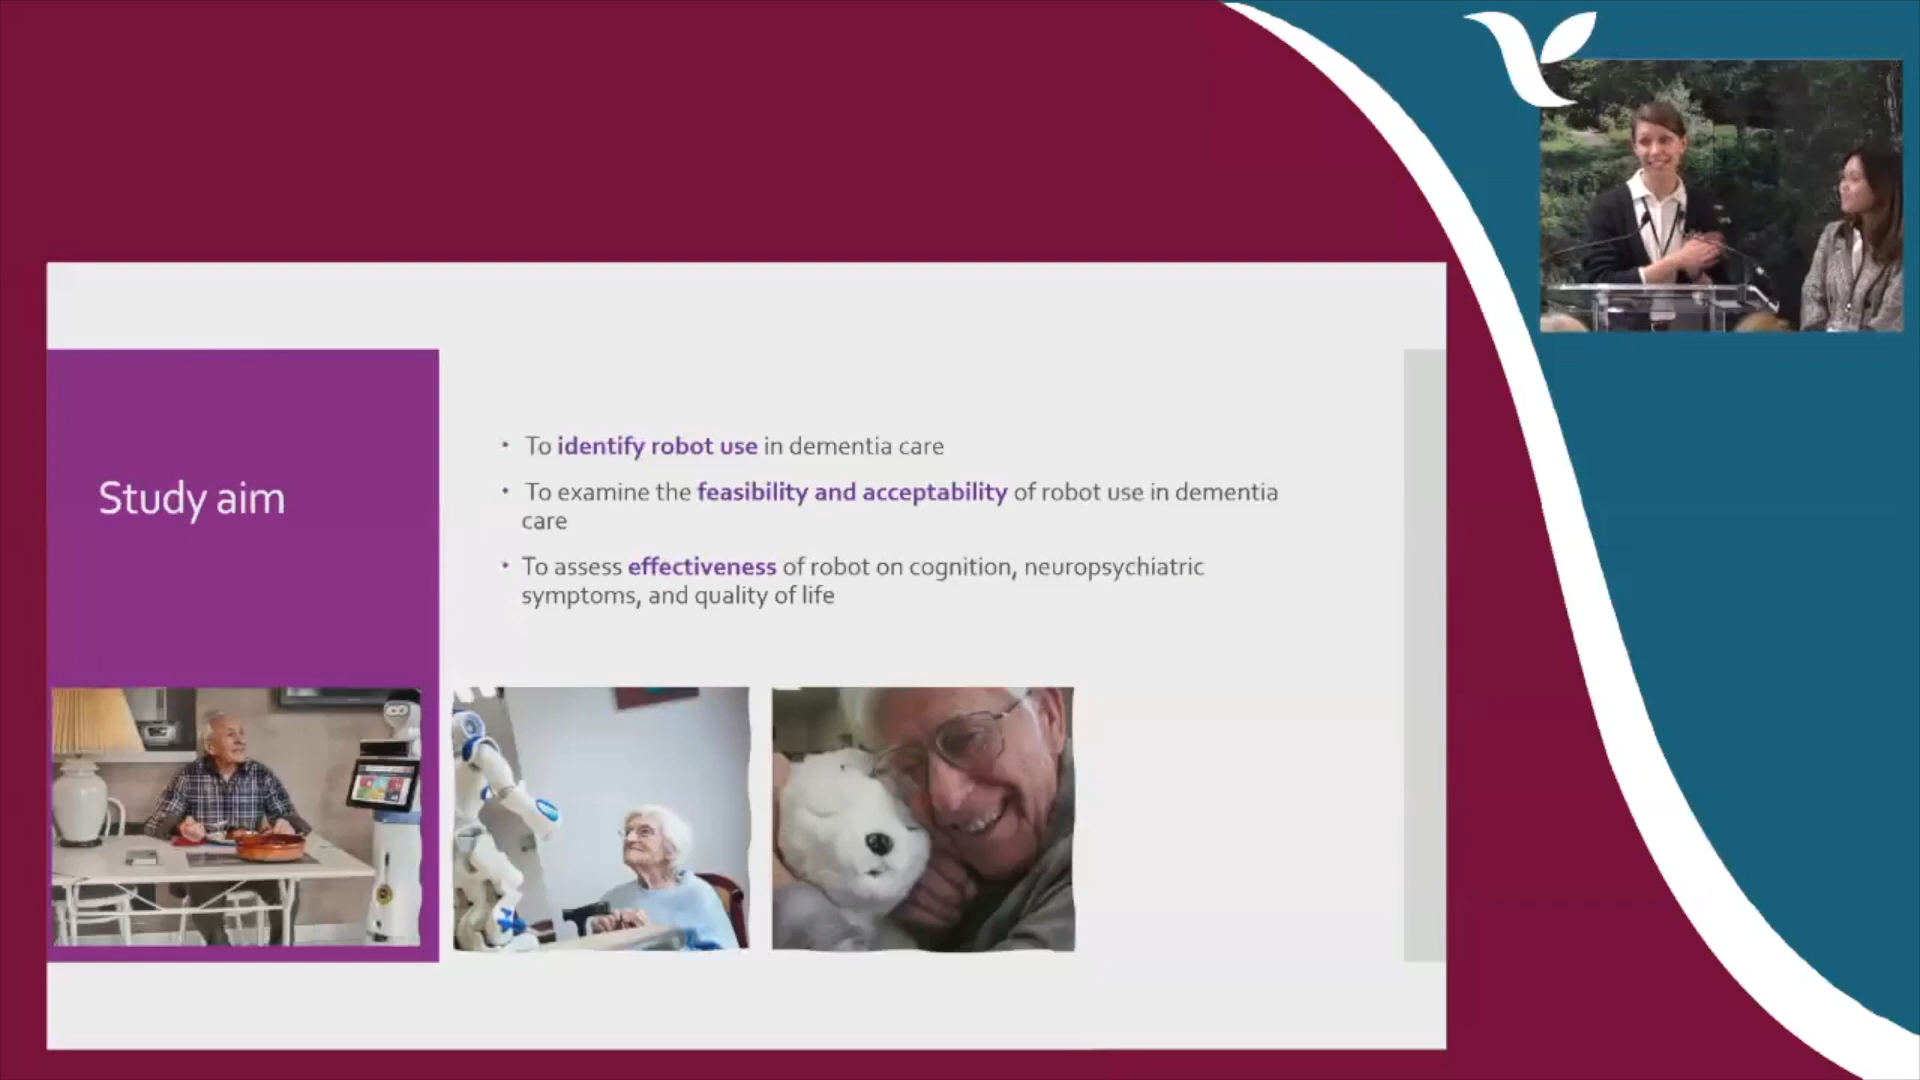 Study aim
• To identify robot use in dementia care
• To examine the feasibility and acceptability of robot use in dementia
care
• To assess effectiveness of robot on cognition, neuropsychiatric
symptoms, and quality of life